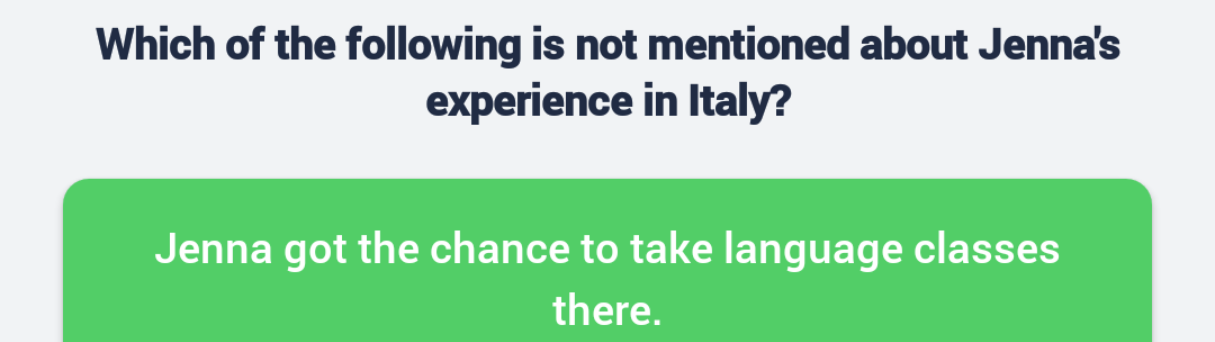 Which of the following is not mentioned about Jenna's
experience in Italy?
Jenna got the chance to take language classes
there.